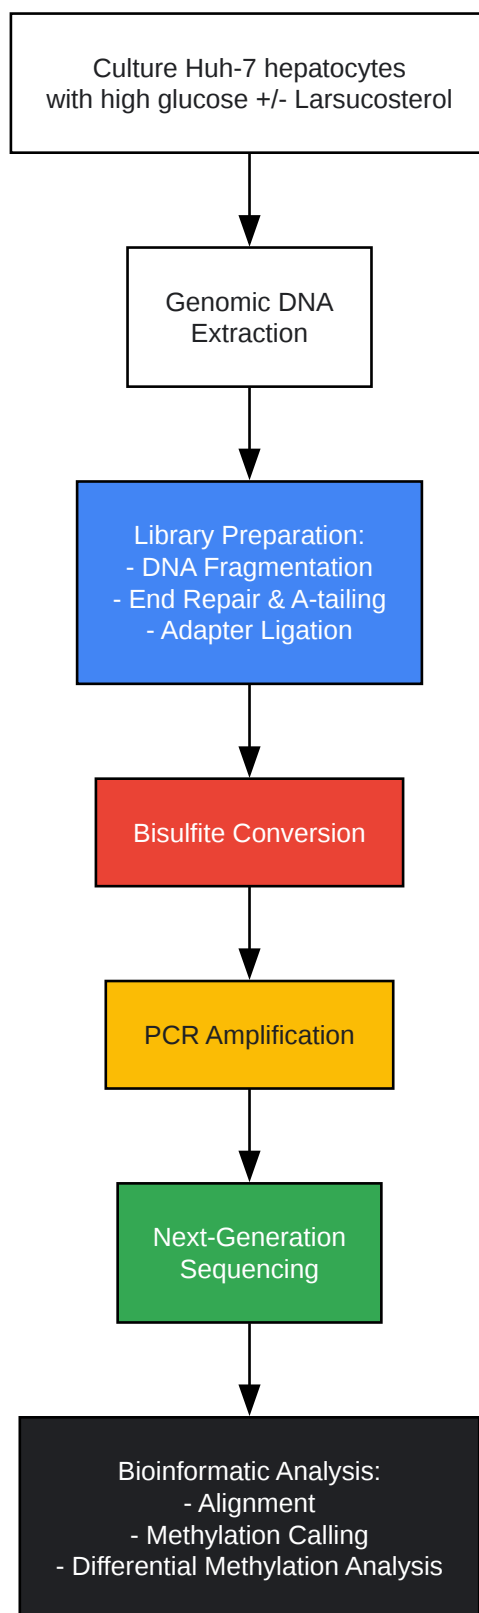 Culture Huh-7 hepatocytes
with high glucose +/- Larsucosterol
Genomic DNA
Extraction
Library Preparation:
- DNA Fragmentation
- End Repair & A-tailing
- Adapter Ligation
Bisulfite Conversion
PCR Amplification
Next-Generation
Sequencing
Bioinformatic Analysis:
- Alignment
- Methylation Calling
- Differential Methylation Analysis